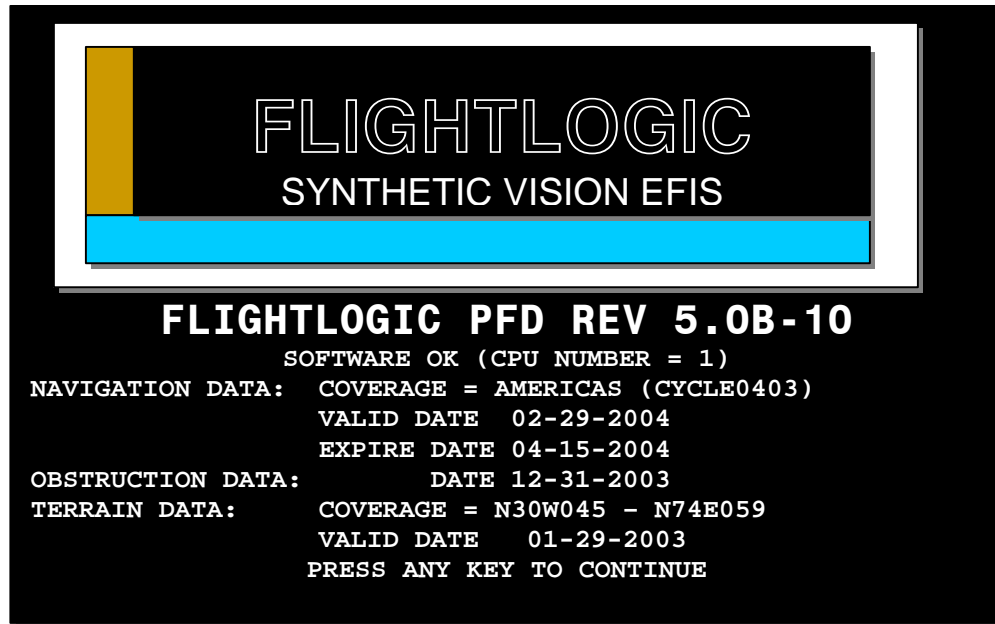 FLIGHTLOGIC
SYNTHETIC VISION EFIS
FLIGHTLOGIC PFD REV 5.0B-10
SOFTWARE OK (CPU NUMBER = 1)
NAVIGATION DATA: COVERAGE = AMERICAS (CYCLE0403)
VALID DATE 02-29-2004
EXPIRE DATE 04-15-2004
OBSTRUCTION DATA: DATE 12-31-2003
TERRAIN DATA: COVERAGE = N30W045 – N74E059
VALID DATE 01-29-2003
PRESS ANY KEY TO CONTINUE